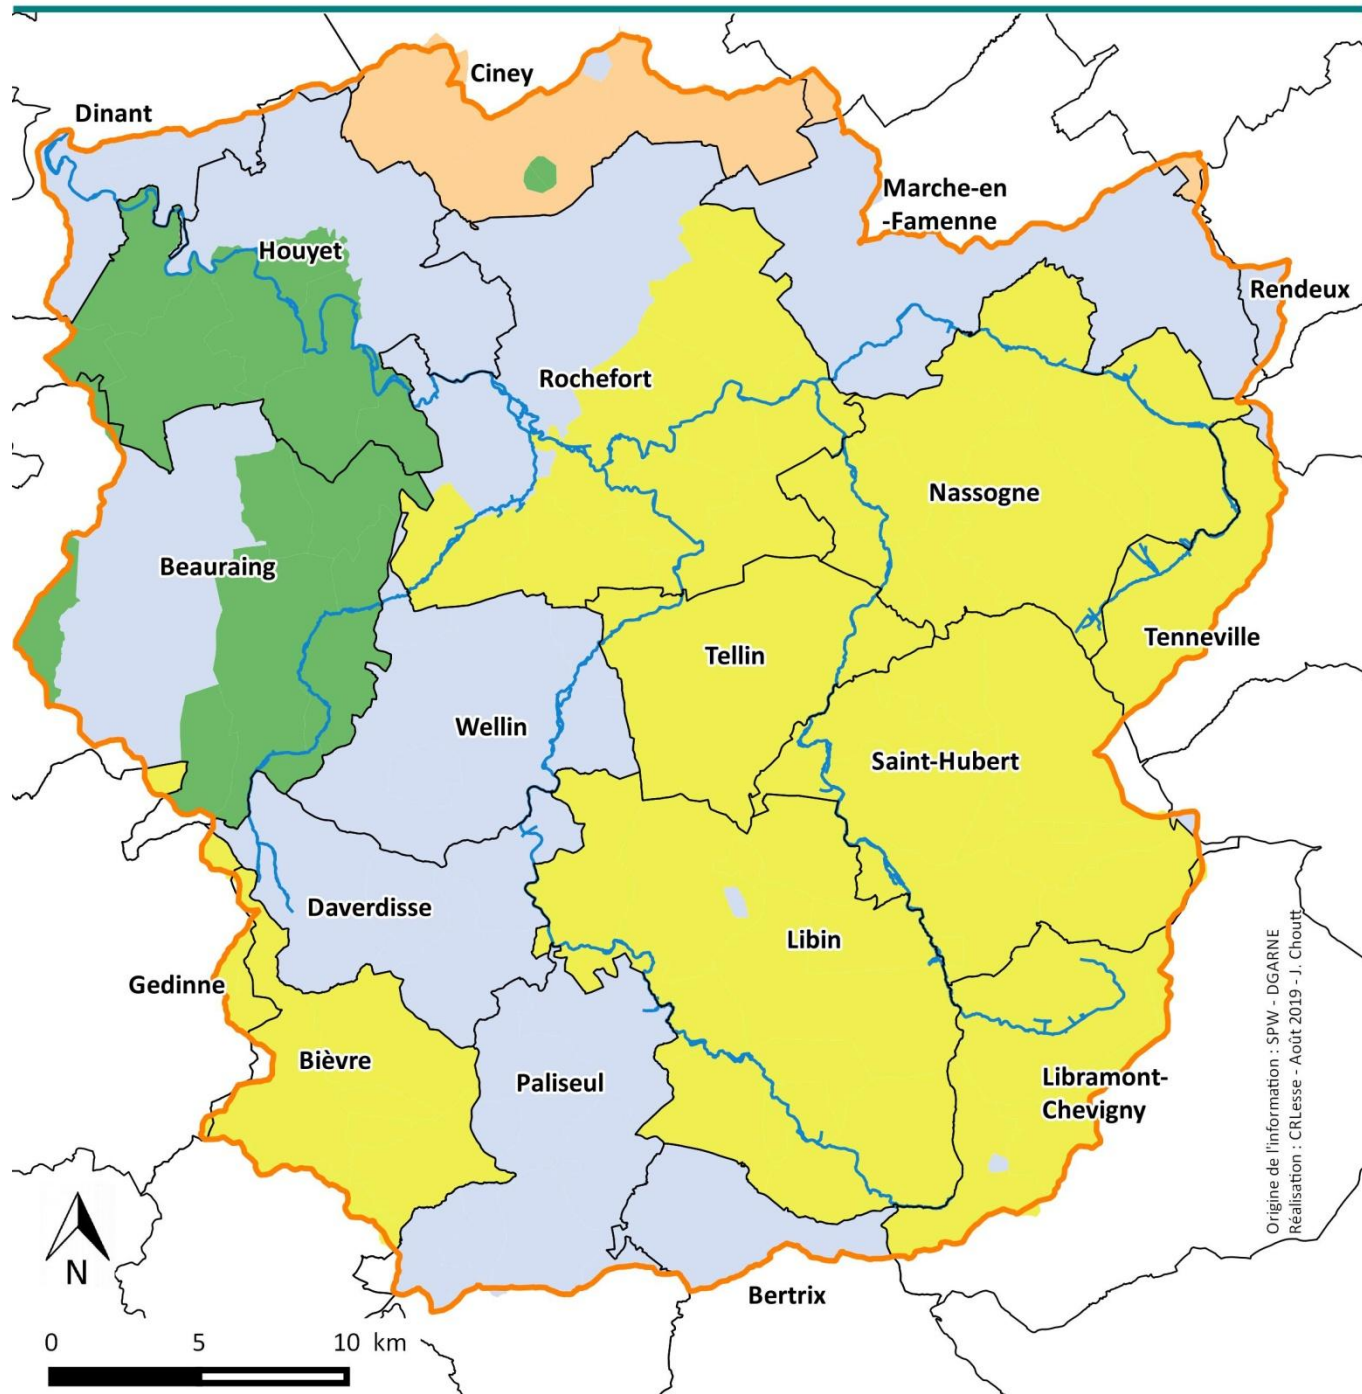 Ciney
Dinant
Marche-en
-Famenne
Houyet
Rendeux
Rochefort
Nassogne
Beauraing
Tenneville
Tellin
Wellin
Saint-Hubert
Daverdisse
Libin
Gedinne
Bièvre
Paliseul
Libramont-
Chevigny
Bertrix
Origine de l'information : SPW - DGARNE
Réalisation : CRLesse - Août 2019 - J. Choutt
N
0 5 10 km